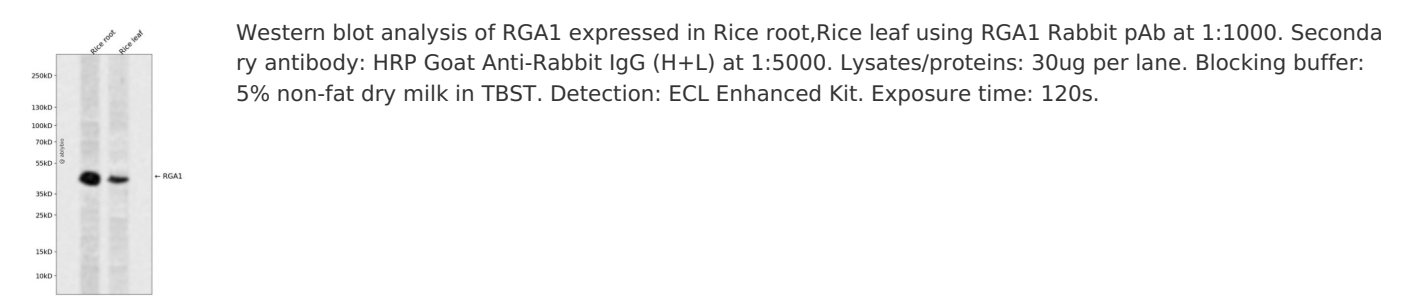 Rice root
Rice leaf
Western blot analysis of RGA1 expressed in Rice root,Rice leaf using RGA1 Rabbit pAb at 1:1000. Seconda
ry antibody: HRP Goat Anti-Rabbit IgG (H+L) at 1:5000. Lysates/proteins: 30ug per lane. Blocking buffer:
5% non-fat dry milk in TBST. Detection: ECL Enhanced Kit. Exposure time: 120s.
250kD
130kD
100kD
70kD
55kD
35kD
25kD
15kD
10kD
← RGA1